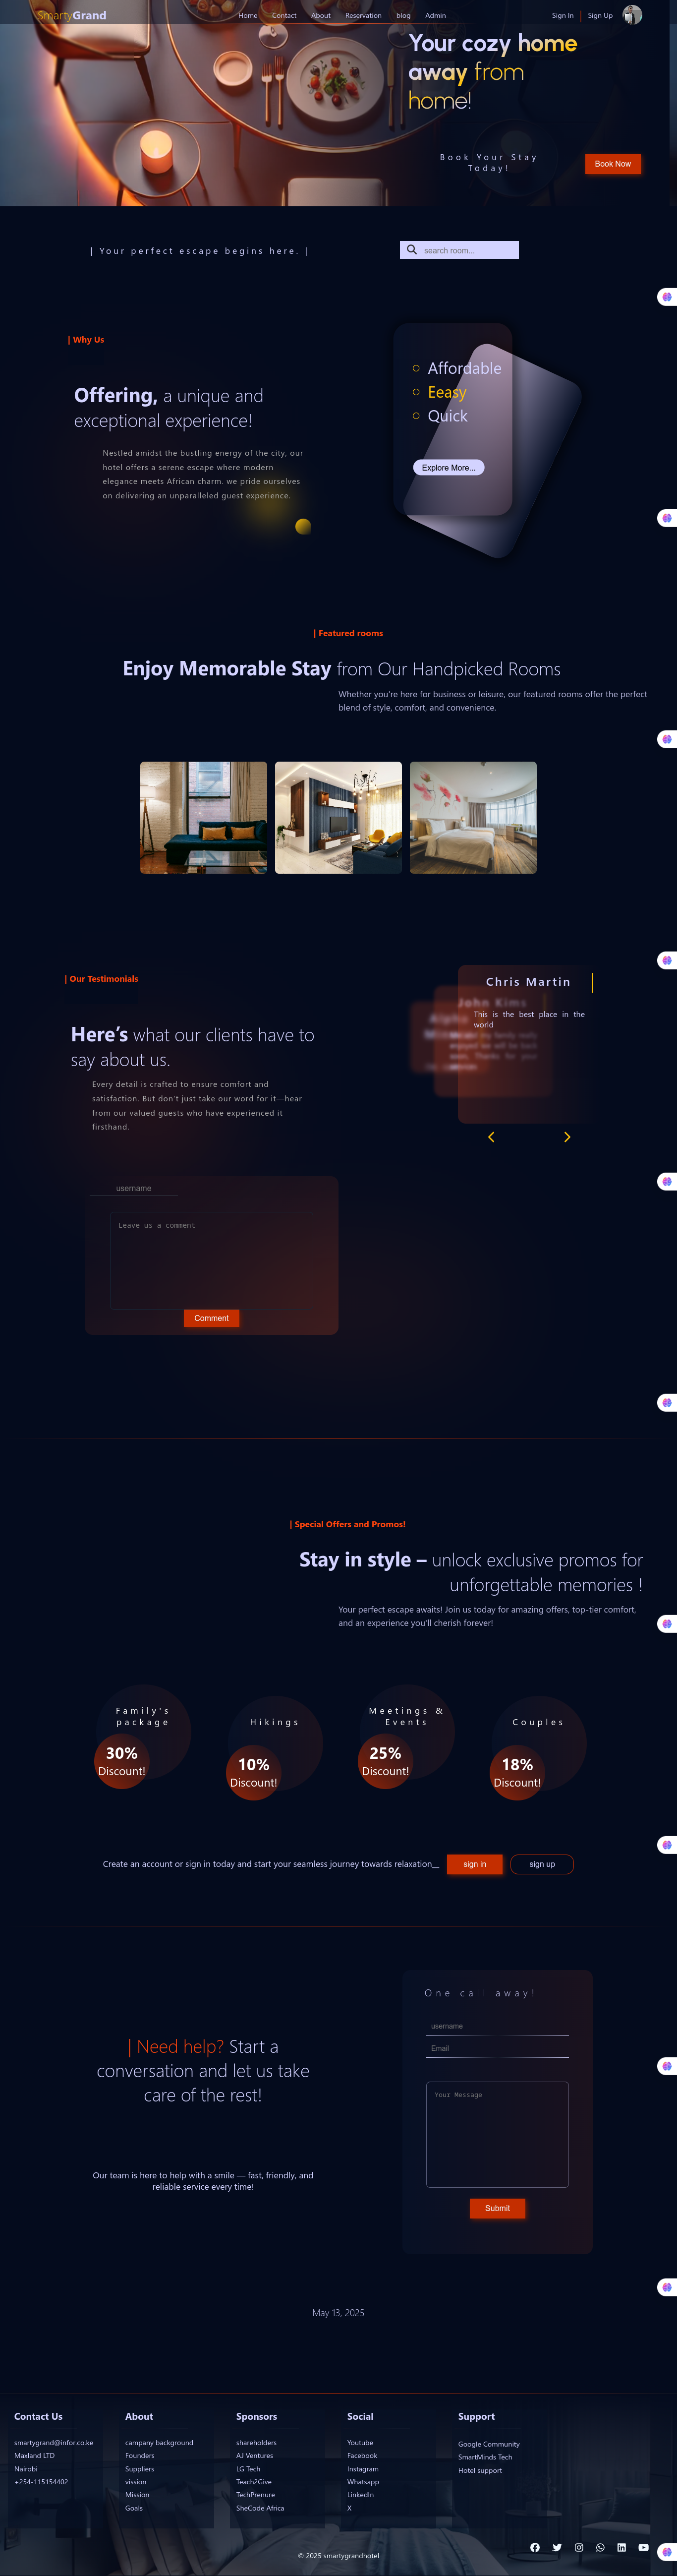 SmartyGrand
Home Contact About Reservation blog Admin
Sign In Sign Up
Your cozy home
away from
home!
Book Your Stay
Today!
Book Now
| Your perfect escape begins here. |
search room...
| Why Us
Offering, a unique and
exceptional experience!
Nestled amidst the bustling energy of the city, our
hotel offers a serene escape where modern
elegance meets African charm. we pride ourselves
on delivering an unparalleled guest experience.
Affordable
Eeasy
Quick
Explore More...
| Featured rooms
Enjoy Memorable Stay from Our Handpicked Rooms
Whether you're here for business or leisure, our featured rooms offer the perfect
blend of style, comfort, and convenience.
| Our Testimonials
Here's what our clients have to
say about us.
Every detail is crafted to ensure comfort and
satisfaction. But don't just take our word for it—hear
from our valued guests who have experienced it
firsthand.
Chris Martin
This is the best place in the
world
John Kims
username
Leave us a comment
Comment
| Special Offers and Promos!
Stay in style – unlock exclusive promos for
unforgettable memories !
Your perfect escape awaits! Join us today for amazing offers, top-tier comfort,
and an experience you'll cherish forever!
Family's
package
30%
Discount!
Hikings
10%
Discount!
Meetings &
Events
25%
Discount!
Couples
18%
Discount!
Create an account or sign in today and start your seamless journey towards relaxation__
sign in
sign up
| Need help? Start a
conversation and let us take
care of the rest!
Our team is here to help with a smile — fast, friendly, and
reliable service every time!
One call away!
username
Email
Your Message
Submit
May 13, 2025
Contact Us
smartygrand@infor.co.ke
Maxland LTD
Nairobi
+254-115154402
About
campany background
Founders
Suppliers
vission
Mission
Goals
Sponsors
shareholders
AJ Ventures
LG Tech
Teach2Give
TechPrenure
SheCode Africa
Social
Youtube
Facebook
Instagram
Whatsapp
LinkedIn
X
Support
Google Community
SmartMinds Tech
Hotel support
© 2025 smartygrandhotel